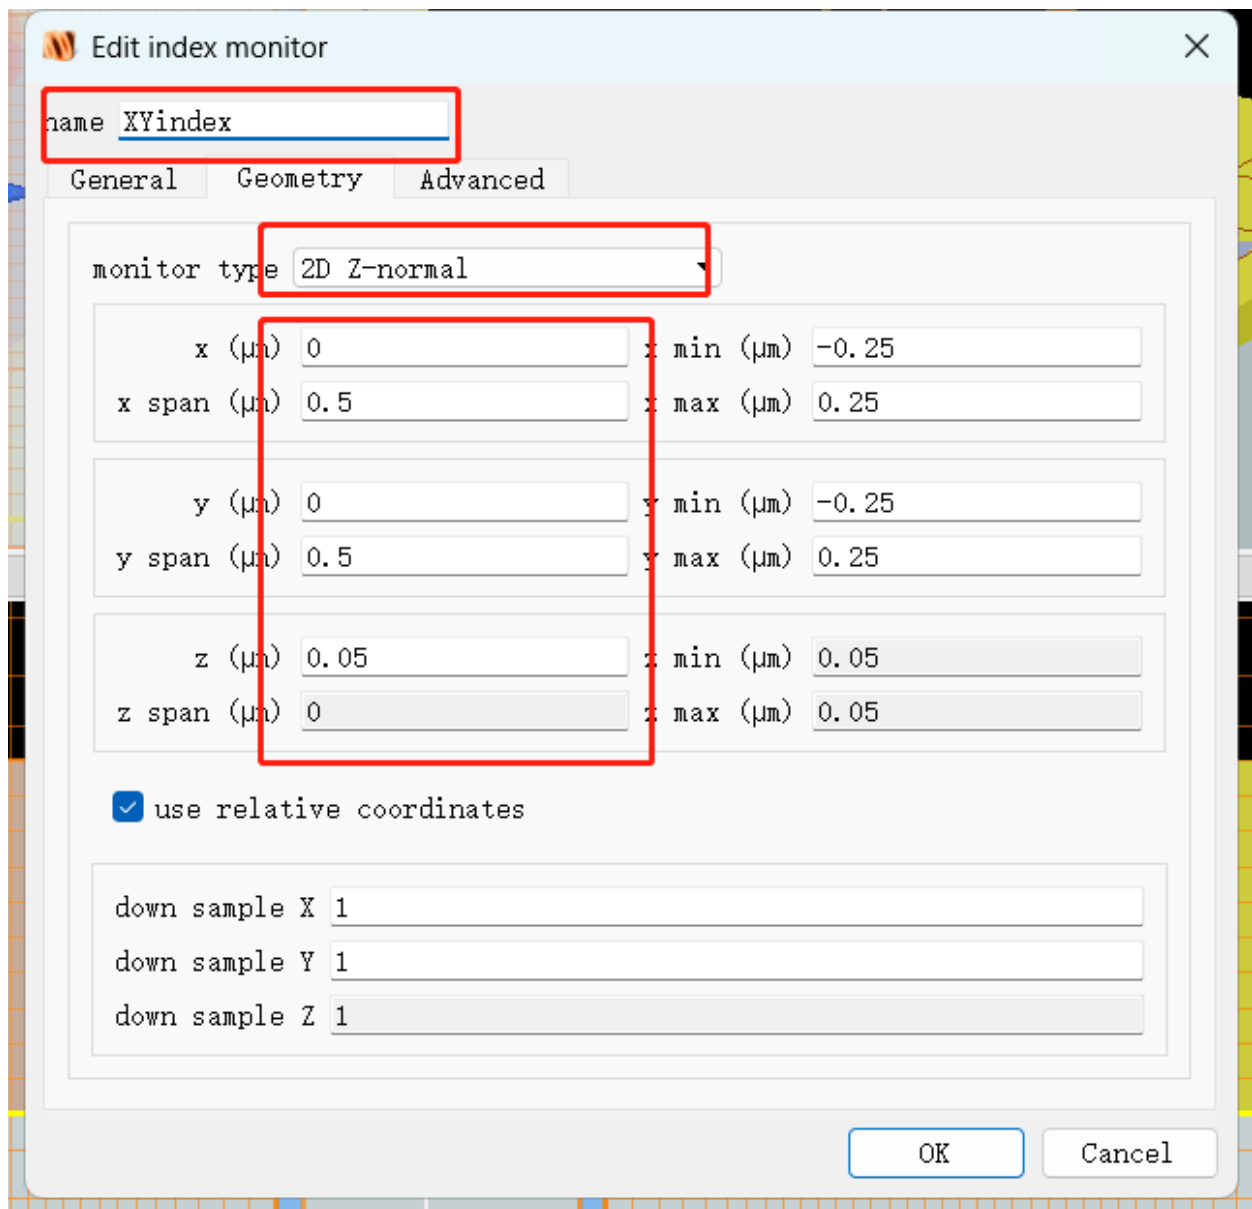 Edit index monitor
name XYindex
General Geometry Advanced
monitor type 2D Z-normal
x (μm) 0 x min (μm) -0.25
x span (μm) 0.5 x max (μm) 0.25
y (μm) 0 y min (μm) -0.25
y span (μm) 0.5 y max (μm) 0.25
z (μm) 0.05 z min (μm) 0.05
z span (μm) 0 z max (μm) 0.05
use relative coordinates
down sample X 1
down sample Y 1
down sample Z 1
OK Cancel